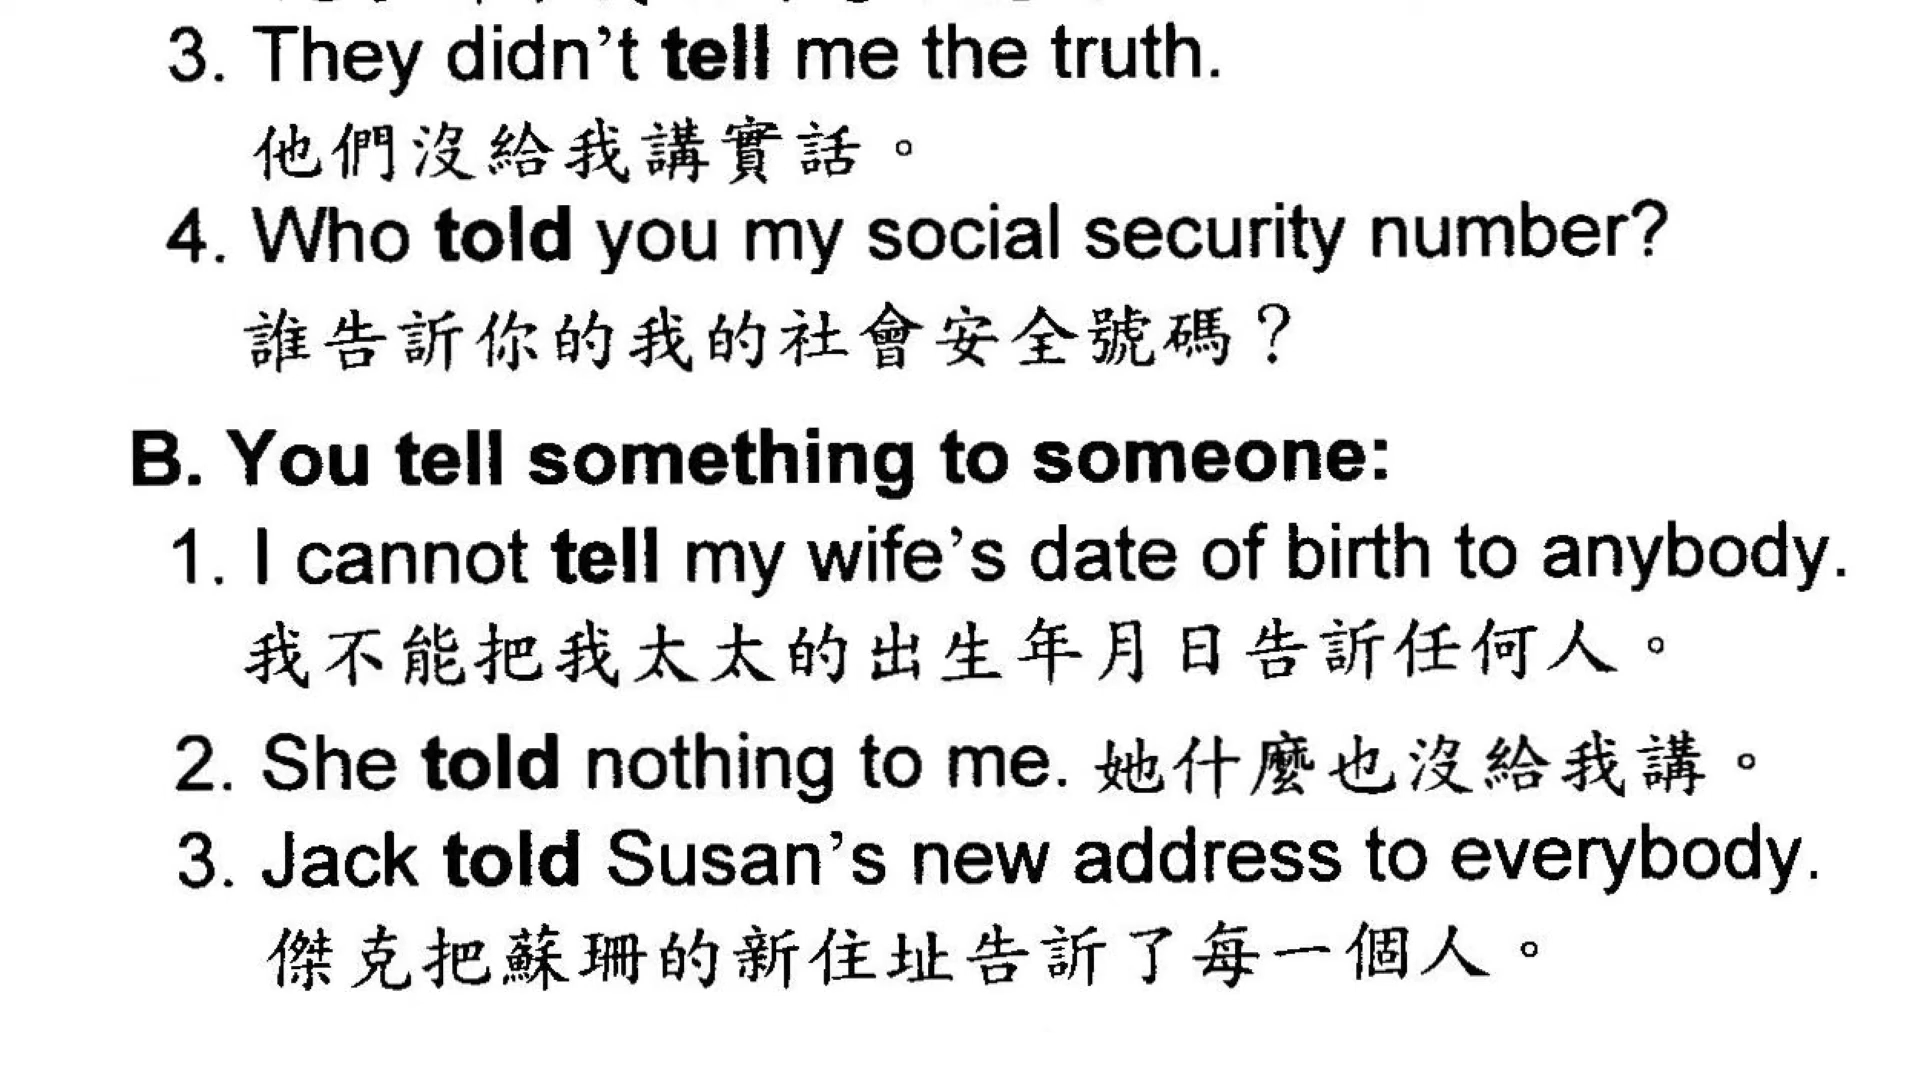 3. They didn't tell me the truth.
他們沒給我講實話。
4. Who told you my social security number?
誰告訴你的我的社會安全號碼？
B. You tell something to someone:
1. I cannot tell my wife's date of birth to anybody.
我不能把我太太的出生年月日告訴任何人。
2. She told nothing to me. 她什麼也沒給我講。
3. Jack told Susan's new address to everybody.
傑克把蘇珊的新住址告訴了每一個人。